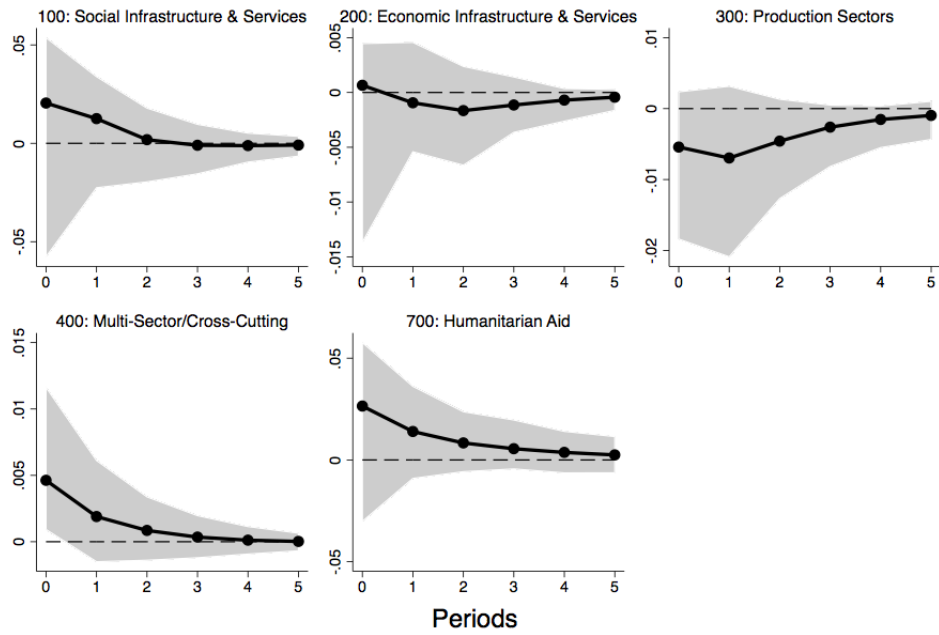 100: Social Infrastructure & Services
.05
0
-.05
0 1 2 3 4 5
200: Economic Infrastructure & Services
.005
0
-.005
-.01
-.015
0 1 2 3 4 5
300: Production Sectors
.01
0
-.01
-.02
0 1 2 3 4 5
400: Multi-Sector/Cross-Cutting
.015
.01
.005
0
0 1 2 3 4 5
700: Humanitarian Aid
.05
0
-.05
0 1 2 3 4 5
Periods